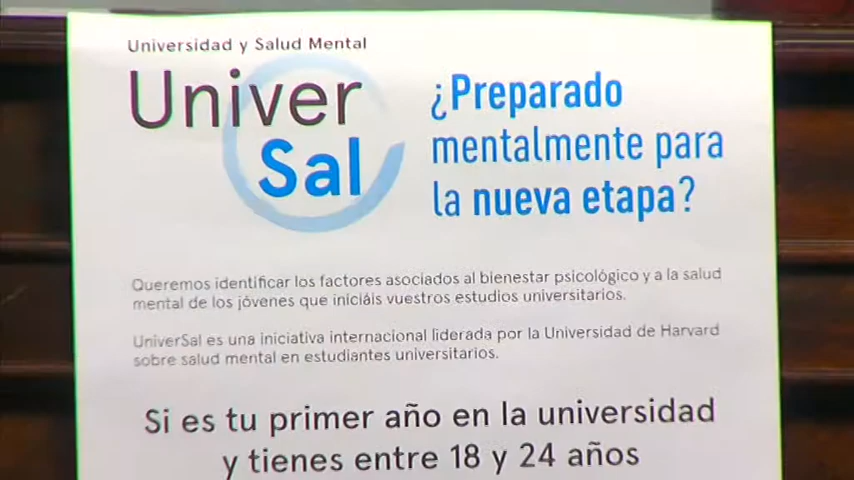 Universidad y Salud Mental
Univer
Sal
¿Preparado
mentalmente para
la nueva etapa?
Queremos identificar los factores asociados al bienestar psicológico y a la salud
mental de los jóvenes que iniciáis vuestros estudios universitarios.
UniverSal es una iniciativa internacional liderada por la Universidad de Harvard
sobre salud mental en estudiantes universitarios.
Si es tu primer año en la universidad
y tienes entre 18 y 24 años